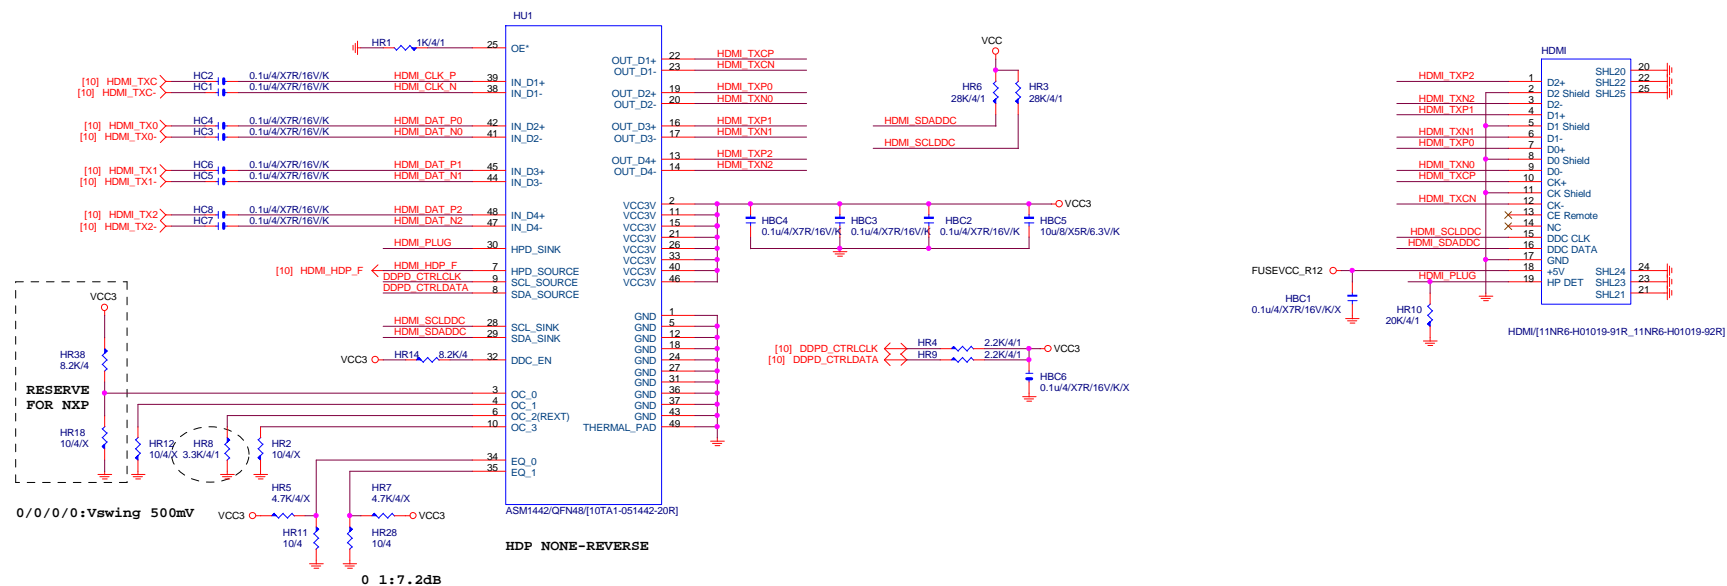 HU1
HR1 1K/4/1 25 OE*
[10] HDMI_TXC HC2 0.1u/4/X7R/16V/K HDMI_CLK_P 39 IN_D1+
[10] HDMI_TXC- HC1 0.1u/4/X7R/16V/K HDMI_CLK_N 38 IN_D1-
[10] HDMI_TX0 HC4 0.1u/4/X7R/16V/K HDMI_DAT_P0 42 IN_D2+
[10] HDMI_TX0- HC3 0.1u/4/X7R/16V/K HDMI_DAT_N0 41 IN_D2-
[10] HDMI_TX1 HC6 0.1u/4/X7R/16V/K HDMI_DAT_P1 45 IN_D3+
[10] HDMI_TX1- HC5 0.1u/4/X7R/16V/K HDMI_DAT_N1 44 IN_D3-
[10] HDMI_TX2 HC8 0.1u/4/X7R/16V/K HDMI_DAT_P2 48 IN_D4+
[10] HDMI_TX2- HC7 0.1u/4/X7R/16V/K HDMI_DAT_N2 47 IN_D4-
HDMI_PLUG 30 HPD_SINK
[10] HDMI_HDP_F HDMI_HDP_F 7 HPD_SOURCE
DDPD_CTRLCLK 9 SCL_SOURCE
DDPD_CTRLDATA 8 SDA_SOURCE
HDMI_SCLDDC 28 SCL_SINK
HDMI_SDADDC 29 SDA_SINK
VCC3 HR14 8.2K/4 32 DDC_EN
3 OC_0
4 OC_1
6 OC_2(REXT)
10 OC_3
34 EQ_0
35 EQ_1
VCC3
HR38
8.2K/4
RESERVE
FOR NXP
HR18
10/4/X
HR12
10/4/X
HR8
3.3K/4/1
HR2
10/4/X
0/0/0/0:Vswing 500mV
HR5
4.7K/4/X
VCC3
HR11
10/4
HR7
4.7K/4/X
VCC3
HR28
10/4
0 1:7.2dB
OUT_D1+ 22 HDMI_TXCP
OUT_D1- 23 HDMI_TXCN
OUT_D2+ 19 HDMI_TXP0
OUT_D2- 20 HDMI_TXN0
OUT_D3+ 16 HDMI_TXP1
OUT_D3- 17 HDMI_TXN1
OUT_D4+ 13 HDMI_TXP2
OUT_D4- 14 HDMI_TXN2
VCC3V 2
VCC3V 11
VCC3V 15
VCC3V 21
VCC3V 26
VCC3V 33
VCC3V 40
VCC3V 46
GND 1
GND 5
GND 12
GND 18
GND 24
GND 27
GND 31
GND 36
GND 37
GND 43
THERMAL_PAD 49
ASM1442/QFN48/[10TA1-051442-20R]
HDP NONE-REVERSE
VCC
HR6
28K/4/1
HR3
28K/4/1
HDMI_SDADDC
HDMI_SCLDDC
VCC3
HBC4
0.1u/4/X7R/16V/K
HBC3
0.1u/4/X7R/16V/K
HBC2
0.1u/4/X7R/16V/K
HBC5
10u/8/X5R/6.3V/K
[10] DDPD_CTRLCLK HR4 2.2K/4/1 VCC3
[10] DDPD_CTRLDATA HR9 2.2K/4/1
HBC6
0.1u/4/X7R/16V/K/X
HDMI
HDMI_TXP2 1 D2+
2 D2 Shield
HDMI_TXN2 3 D2-
HDMI_TXP1 4 D1+
5 D1 Shield
HDMI_TXN1 6 D1-
HDMI_TXP0 7 D0+
8 D0 Shield
HDMI_TXN0 9 D0-
HDMI_TXCP 10 CK+
11 CK Shield
HDMI_TXCN 12 CK-
13 CE Remote
14 NC
HDMI_SCLDDC 15 DDC CLK
HDMI_SDADDC 16 DDC DATA
17 GND
FUSEVCC_R12 18 +5V
HDMI_PLUG 19 HP DET
SHL20 20
SHL22 22
SHL25 25
SHL24 24
SHL23 23
SHL21 21
HBC1
0.1u/4/X7R/16V/K/X
HR10
20K/4/1
HDMI/[11NR6-H01019-91R_11NR6-H01019-92R]